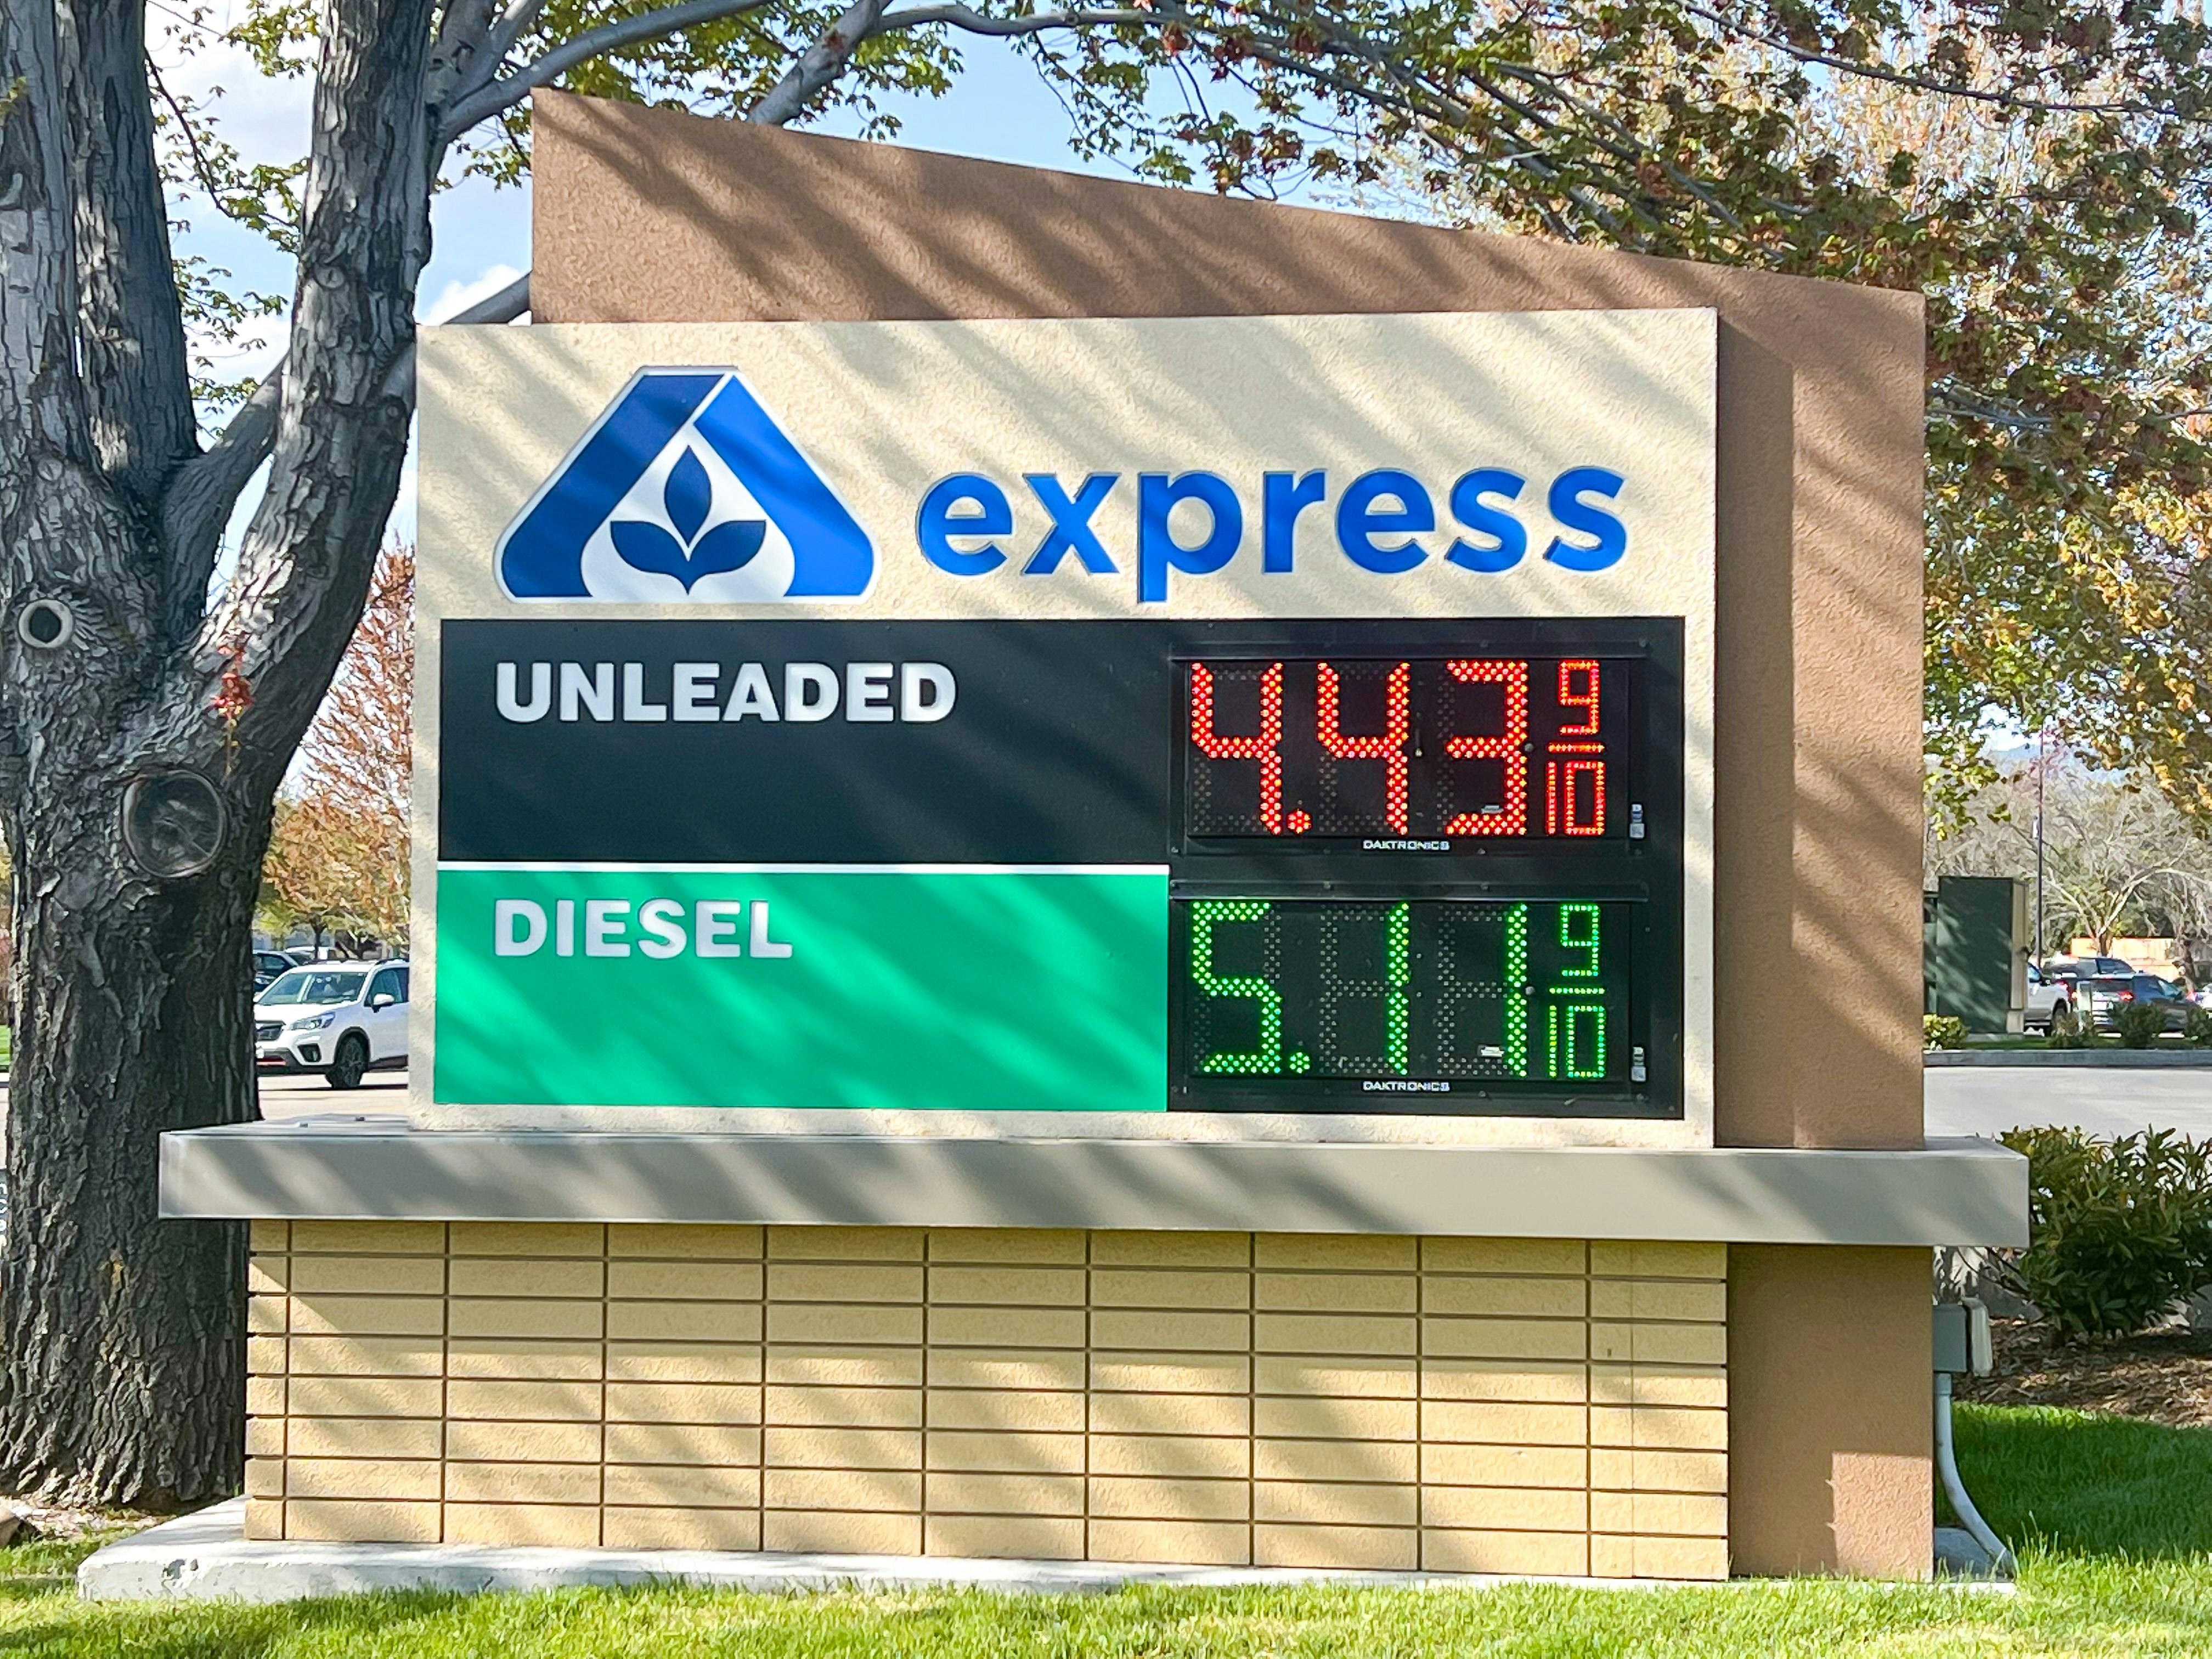 express
UNLEADED 4.43 9/10
DAKTRONICS
DIESEL 5.11 9/10
DAKTRONICS